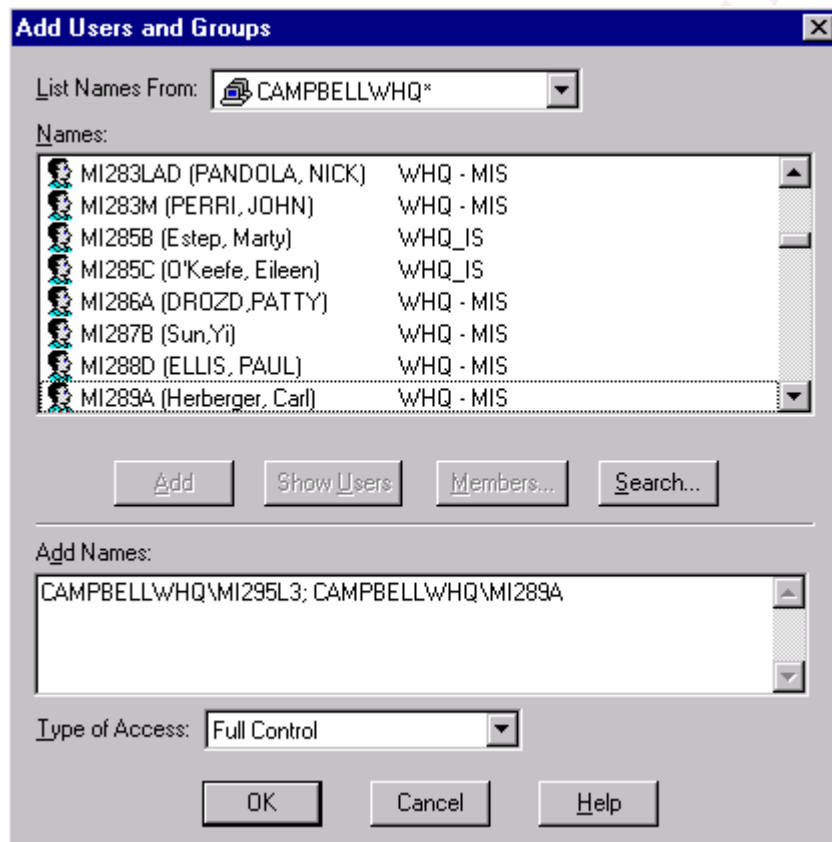 Add Users and Groups
List Names From: CAMPBELLWHQ*
Names:
MI283LAD (PANDOLA, NICK) WHQ - MIS
MI283M (PERRI, JOHN) WHQ - MIS
MI285B (Estep, Marty) WHQ_IS
MI285C (O'Keefe, Eileen) WHQ_IS
MI286A (DROZD,PATTY) WHQ - MIS
MI287B (Sun,Yi) WHQ - MIS
MI288D (ELLIS, PAUL) WHQ - MIS
MI289A (Herberger, Carl) WHQ - MIS
Add Show Users Members... Search...
Add Names:
CAMPBELLWHQ\MI295L3; CAMPBELLWHQ\MI289A
Type of Access: Full Control
OK Cancel Help